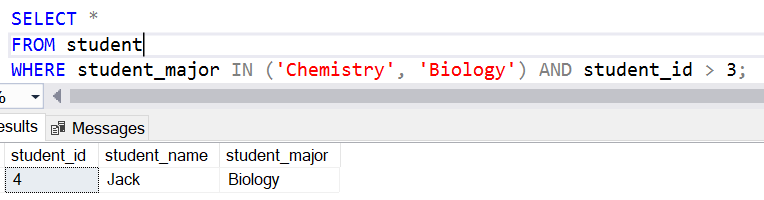 SELECT *
FROM student
WHERE student_major IN ('Chemistry', 'Biology') AND student_id > 3;
%
esults Messages
student_id student_name student_major
4 Jack Biology